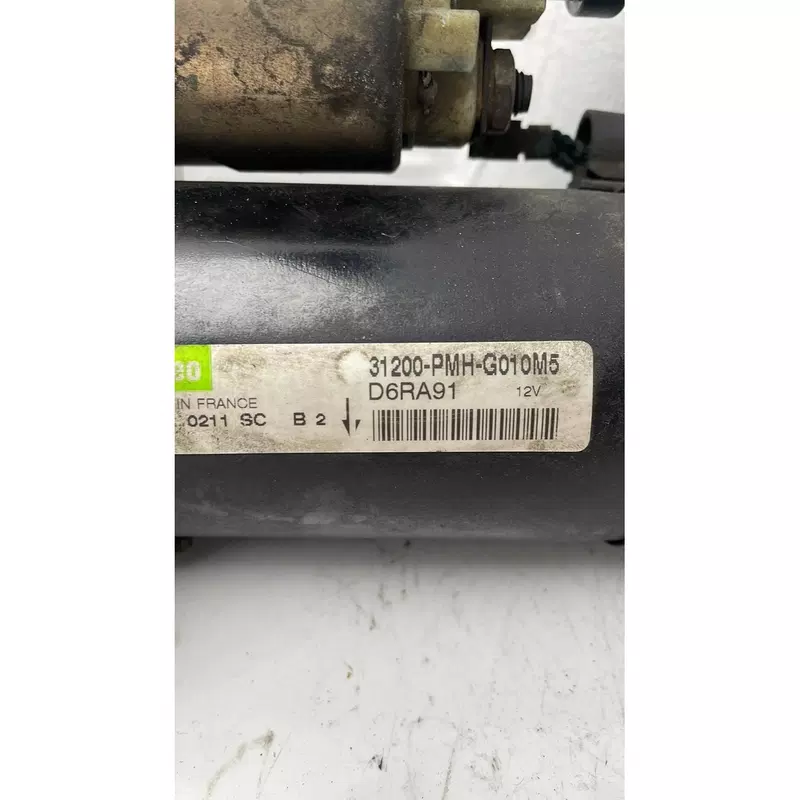 31200-PMH-G010M5
D6RA91 12V
IN FRANCE
0211 SC B 2